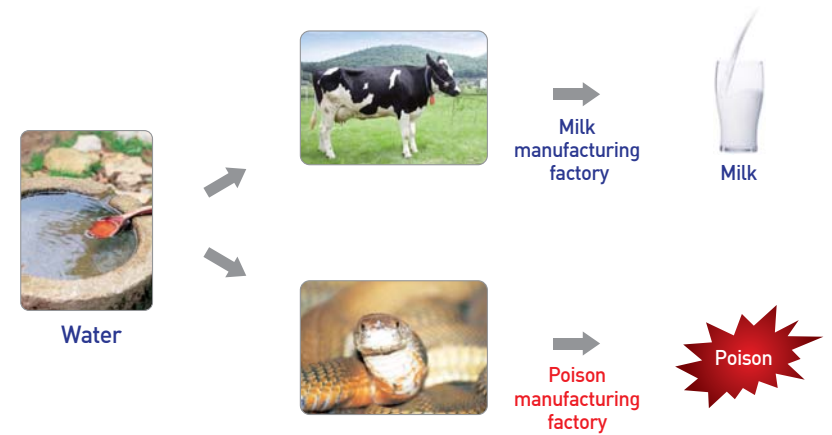 Milk
manufacturing
factory
Milk
Water
Poison
manufacturing
factory
Poison